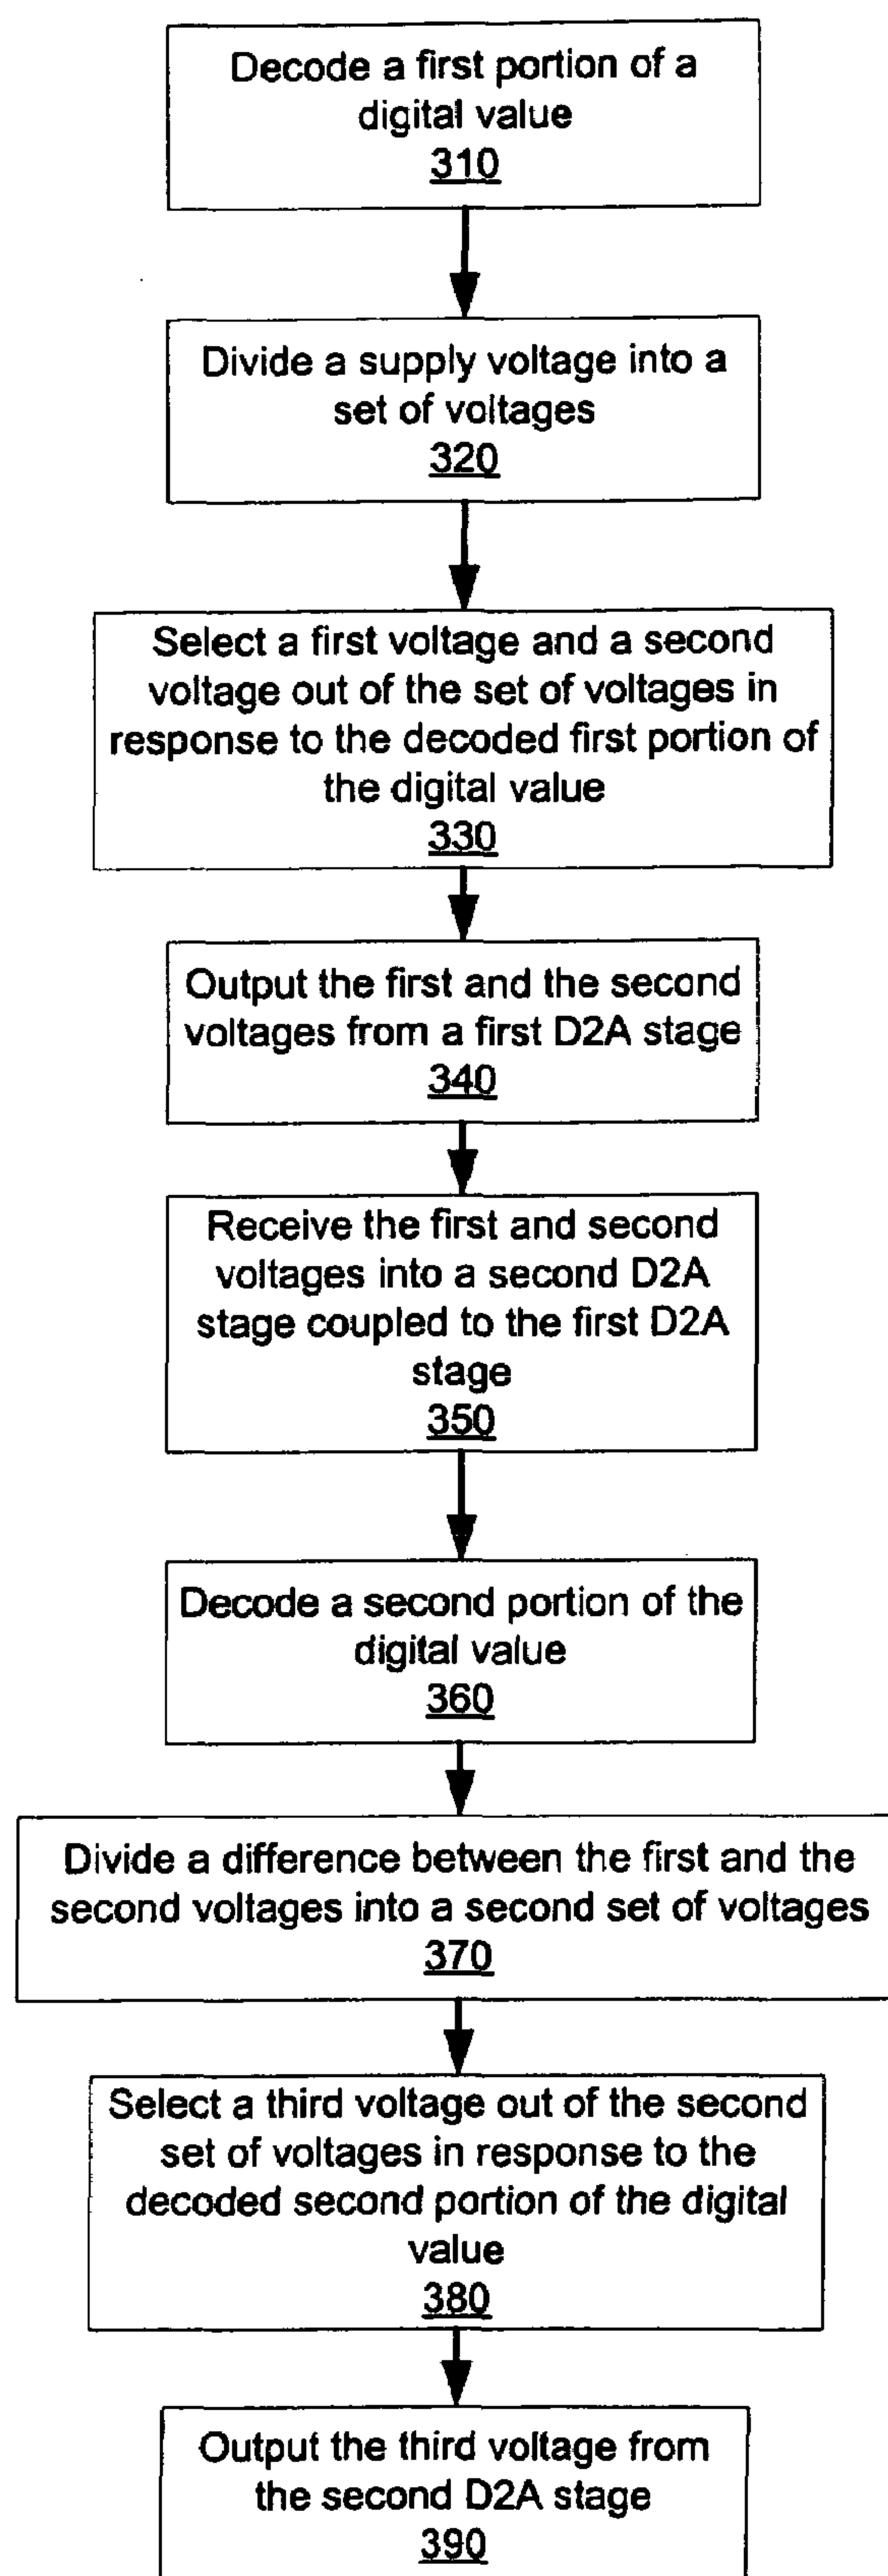 Decode a first portion of a
digital value
310
Divide a supply voltage into a
set of voltages
320
Select a first voltage and a second
voltage out of the set of voltages in
response to the decoded first portion of
the digital value
330
Output the first and the second
voltages from a first D2A stage
340
Receive the first and second
voltages into a second D2A
stage coupled to the first D2A
stage
350
Decode a second portion of the
digital value
360
Divide a difference between the first and the
second voltages into a second set of voltages
370
Select a third voltage out of the second
set of voltages in response to the
decoded second portion of the digital
value
380
Output the third voltage from
the second D2A stage
390